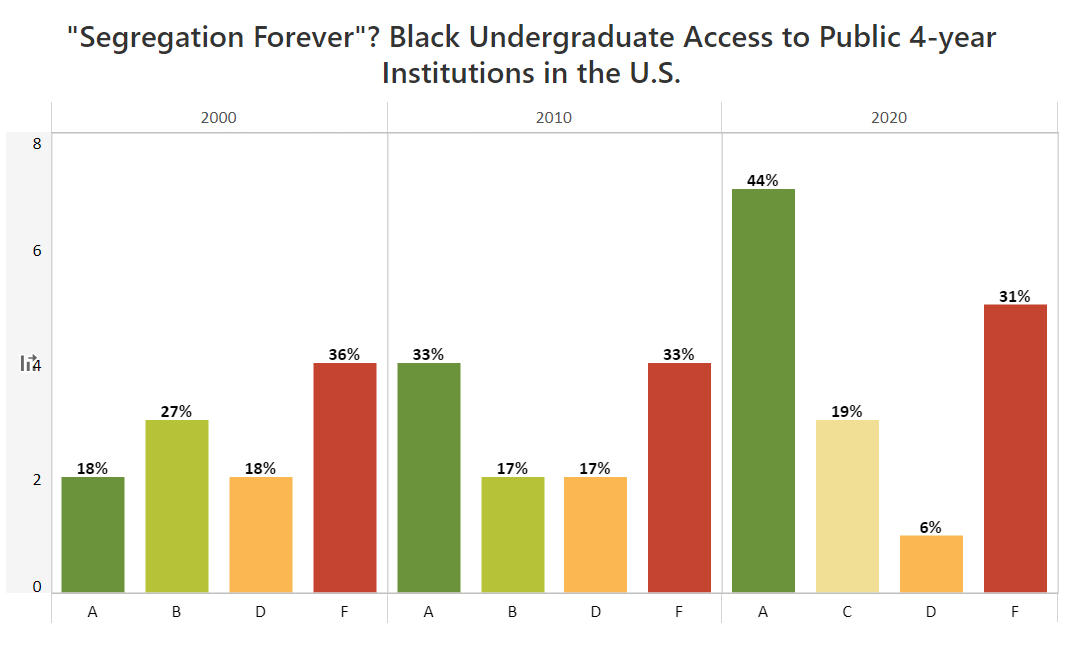 "Segregation Forever"? Black Undergraduate Access to Public 4-year
Institutions in the U.S.
2000 2010 2020
8
6
4
2
0
18% 27% 18% 36% 33% 17% 17% 33% 44% 19% 6% 31%
A B D F A B D F A C D F